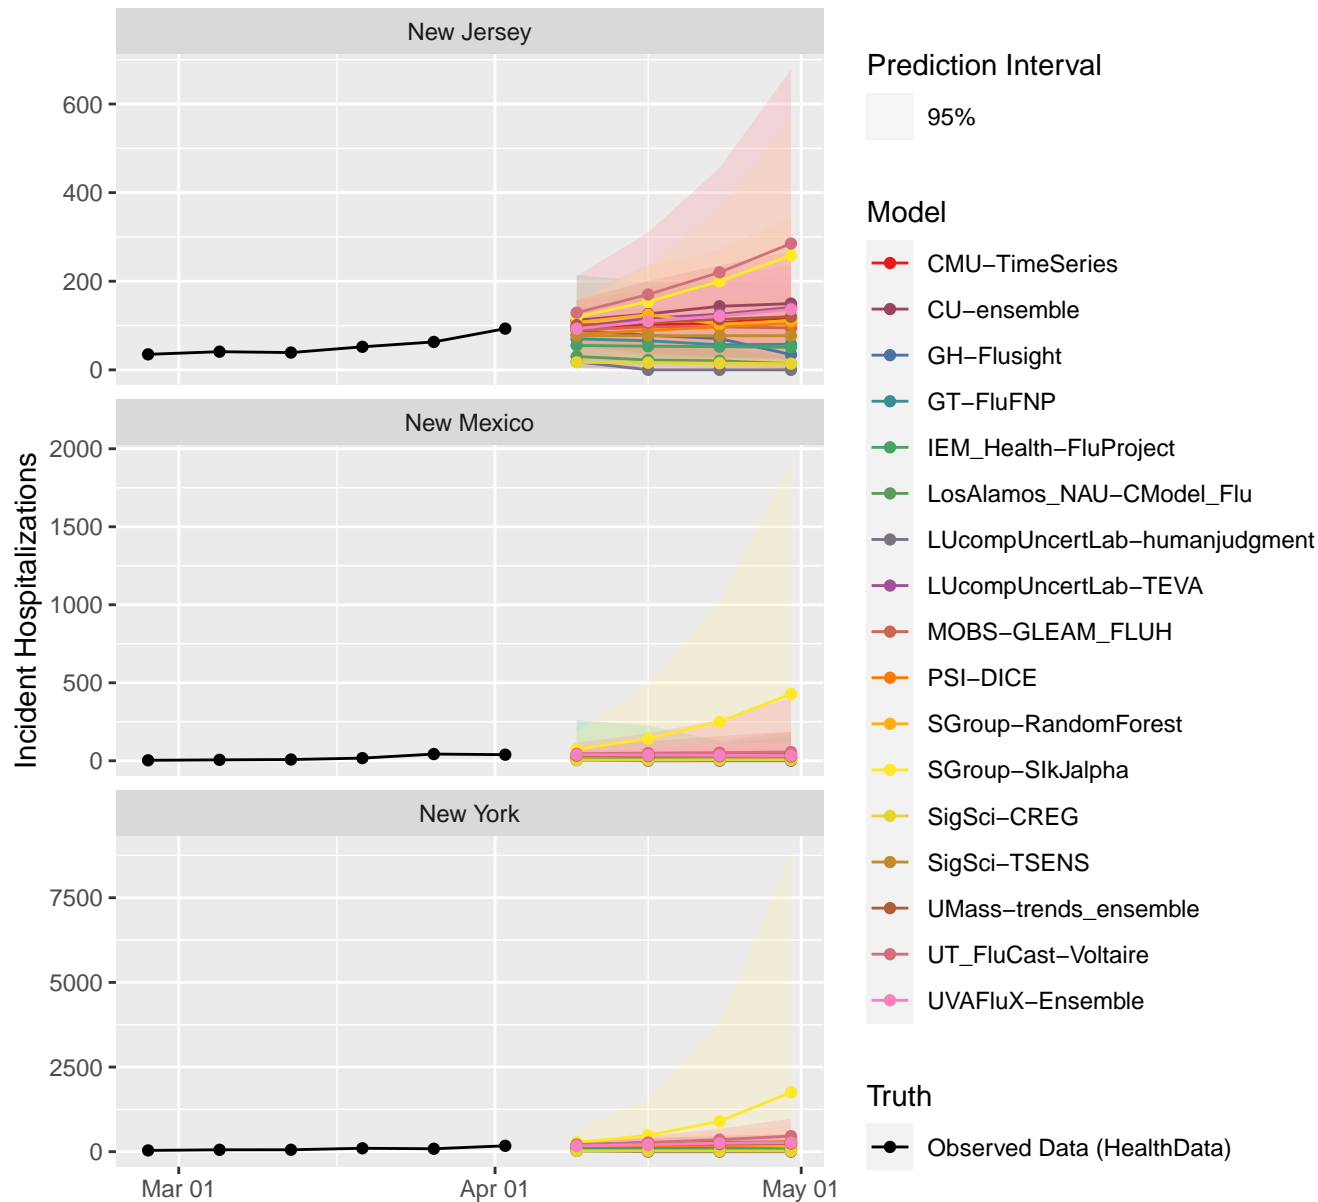 New Jersey
600
400
200
0
New Mexico
2000
1500
1000
500
0
New York
7500
5000
2500
0
Mar 01
Apr 01
May 01
Incident Hospitalizations
Prediction Interval
95%
Model
CMU−TimeSeries
CU−ensemble
GH−Flusight
GT−FluFNP
IEM_Health−FluProject
LosAlamos_NAU−CModel_Flu
LUcompUncertLab−humanjudgment
LUcompUncertLab−TEVA
MOBS−GLEAM_FLUH
PSI−DICE
SGroup−RandomForest
SGroup−SIkJalpha
SigSci−CREG
SigSci−TSENS
UMass−trends_ensemble
UT_FluCast−Voltaire
UVAFluX−Ensemble
Truth
Observed Data (HealthData)